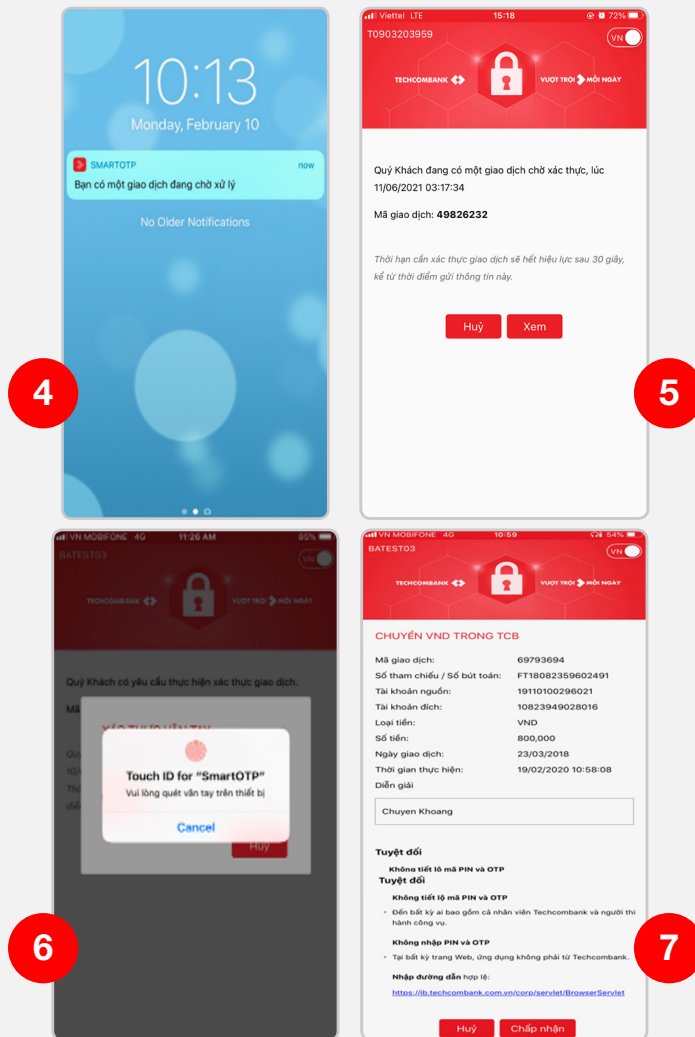 10:13
Monday, February 10
SMARTOTP
now
Bạn có một giao dịch đang chờ xử lý
No Older Notifications
4
Viettel LTE 15:18 72%
T0903203959
VN
TECHCOMBANK
VƯỢT TRỘI MỖI NGÀY
Quý Khách đang có một giao dịch chờ xác thực, lúc
11/06/2021 03:17:34
Mã giao dịch: 49826232
Thời hạn cần xác thực giao dịch sẽ hết hiệu lực sau 30 giây,
kể từ thời điểm gửi thông tin này.
Huỷ
Xem
5
VN MOBIFONE 4G 11:26 AM 85%
BATEST03
VN
TECHCOMBANK
VƯỢT TRỘI MỖI NGÀY
Quý Khách có yêu cầu thực hiện xác thực giao dịch.
XÁC THỰC VÂN TAY
Touch ID for "SmartOTP"
Vui lòng quét vân tay trên thiết bị
Cancel
Huỷ
6
VN MOBIFONE 4G 10:59 54%
BATEST03
VN
TECHCOMBANK
VƯỢT TRỘI MỖI NGÀY
CHUYỂN VND TRONG TCB
Mã giao dịch: 69793694
Số tham chiếu / Số bút toán: FT18082359602491
Tài khoản nguồn: 19110100296021
Tài khoản đích: 10823949028016
Loại tiền: VND
Số tiền: 800,000
Ngày giao dịch: 23/03/2018
Thời gian thực hiện: 19/02/2020 10:58:08
Diễn giải
Chuyen Khoang
Tuyệt đối
Không tiết lộ mã PIN và OTP
Tuyệt đối
Không tiết lộ mã PIN và OTP
- Đến bất kỳ ai bao gồm cả nhân viên Techcombank và người thi
hành công vụ.
Không nhập PIN và OTP
- Tại bất kỳ trang Web, ứng dụng không phải từ Techcombank.
Nhập đường dẫn hợp lệ:
https://ib.techcombank.com.vn/corp/servlet/BrowserServlet
Huỷ
Chấp nhận
7